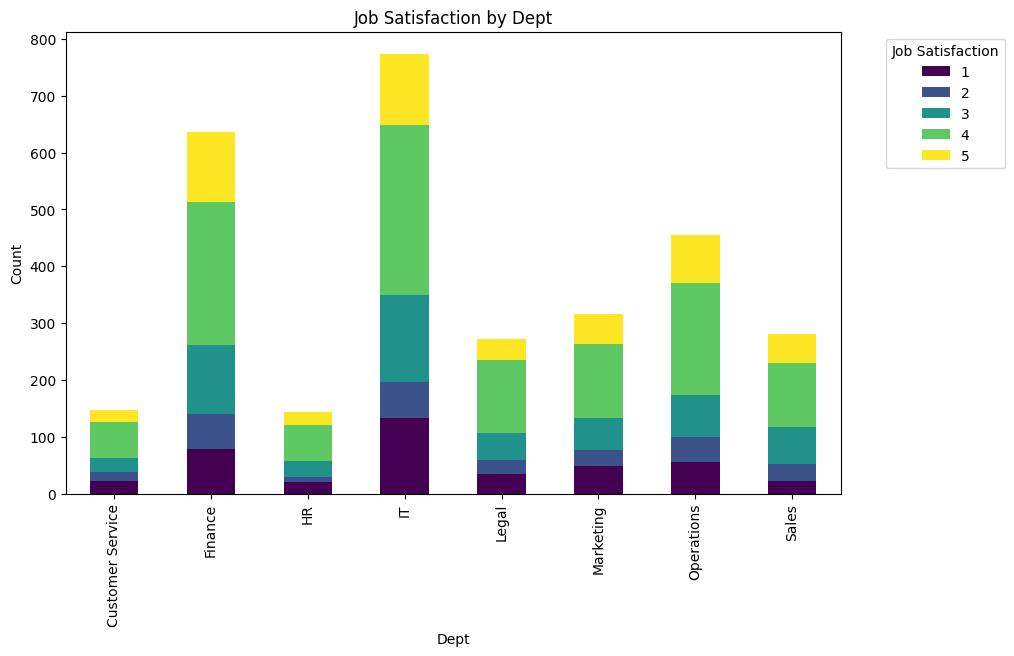 Job Satisfaction by Dept
800
700
600
500
400
300
200
100
0
Count
Customer Service
Finance
HR
IT
Legal
Marketing
Operations
Sales
Dept
Job Satisfaction
1
2
3
4
5